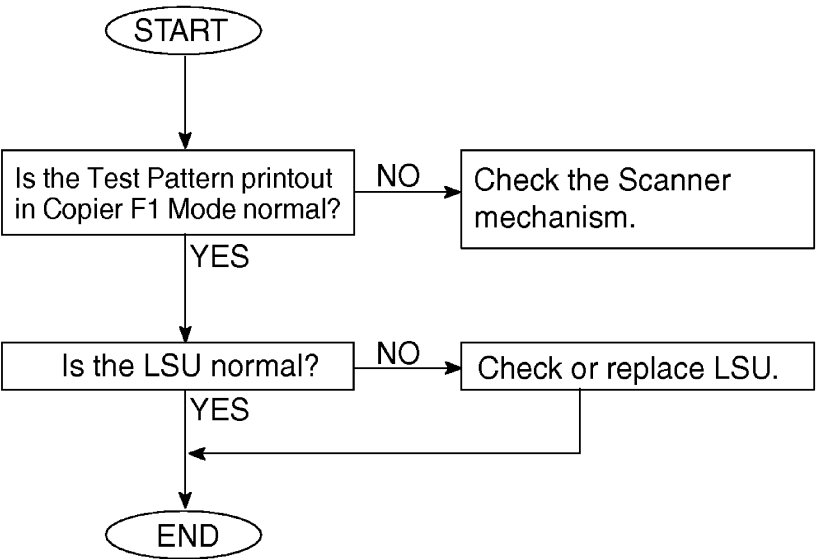 START
Is the Test Pattern printout
in Copier F1 Mode normal?
NO
Check the Scanner
mechanism.
YES
Is the LSU normal?
NO
Check or replace LSU.
YES
END